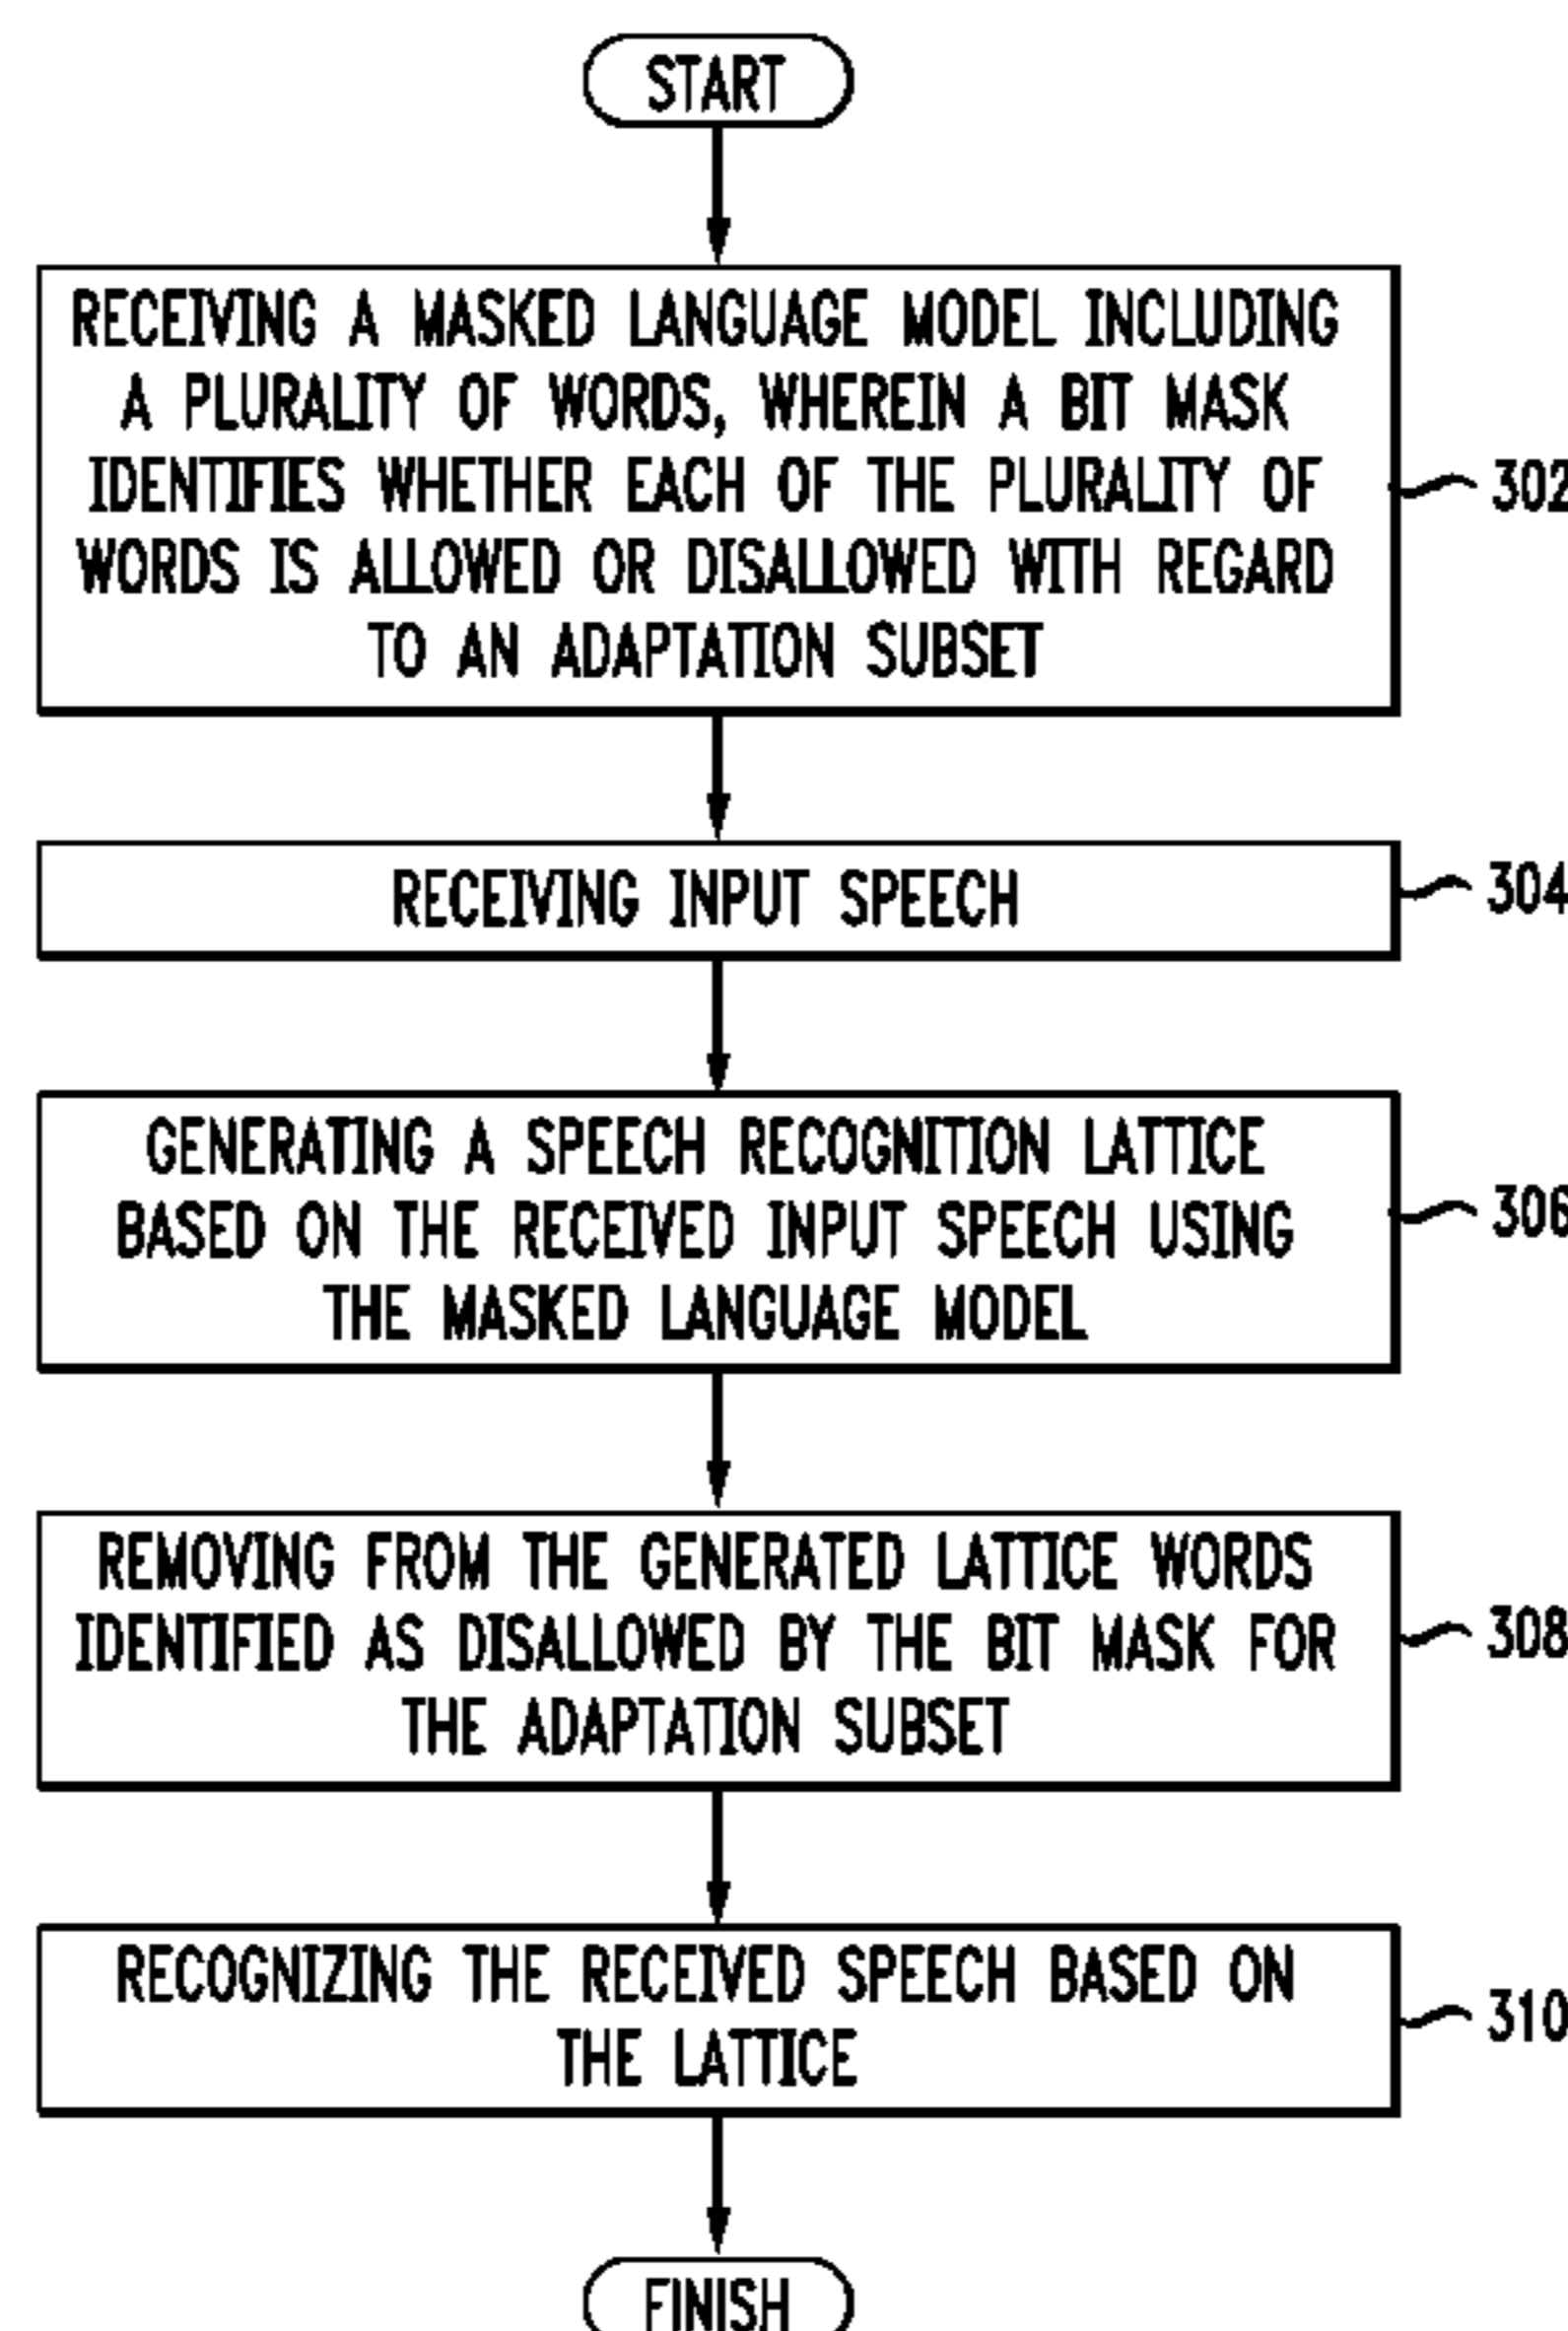 START
RECEIVING A MASKED LANGUAGE MODEL INCLUDING
A PLURALITY OF WORDS, WHEREIN A BIT MASK
IDENTIFIES WHETHER EACH OF THE PLURALITY OF
WORDS IS ALLOWED OR DISALLOWED WITH REGARD
TO AN ADAPTATION SUBSET
302
RECEIVING INPUT SPEECH
304
GENERATING A SPEECH RECOGNITION LATTICE
BASED ON THE RECEIVED INPUT SPEECH USING
THE MASKED LANGUAGE MODEL
306
REMOVING FROM THE GENERATED LATTICE WORDS
IDENTIFIED AS DISALLOWED BY THE BIT MASK FOR
THE ADAPTATION SUBSET
308
RECOGNIZING THE RECEIVED SPEECH BASED ON
THE LATTICE
310
FINISH